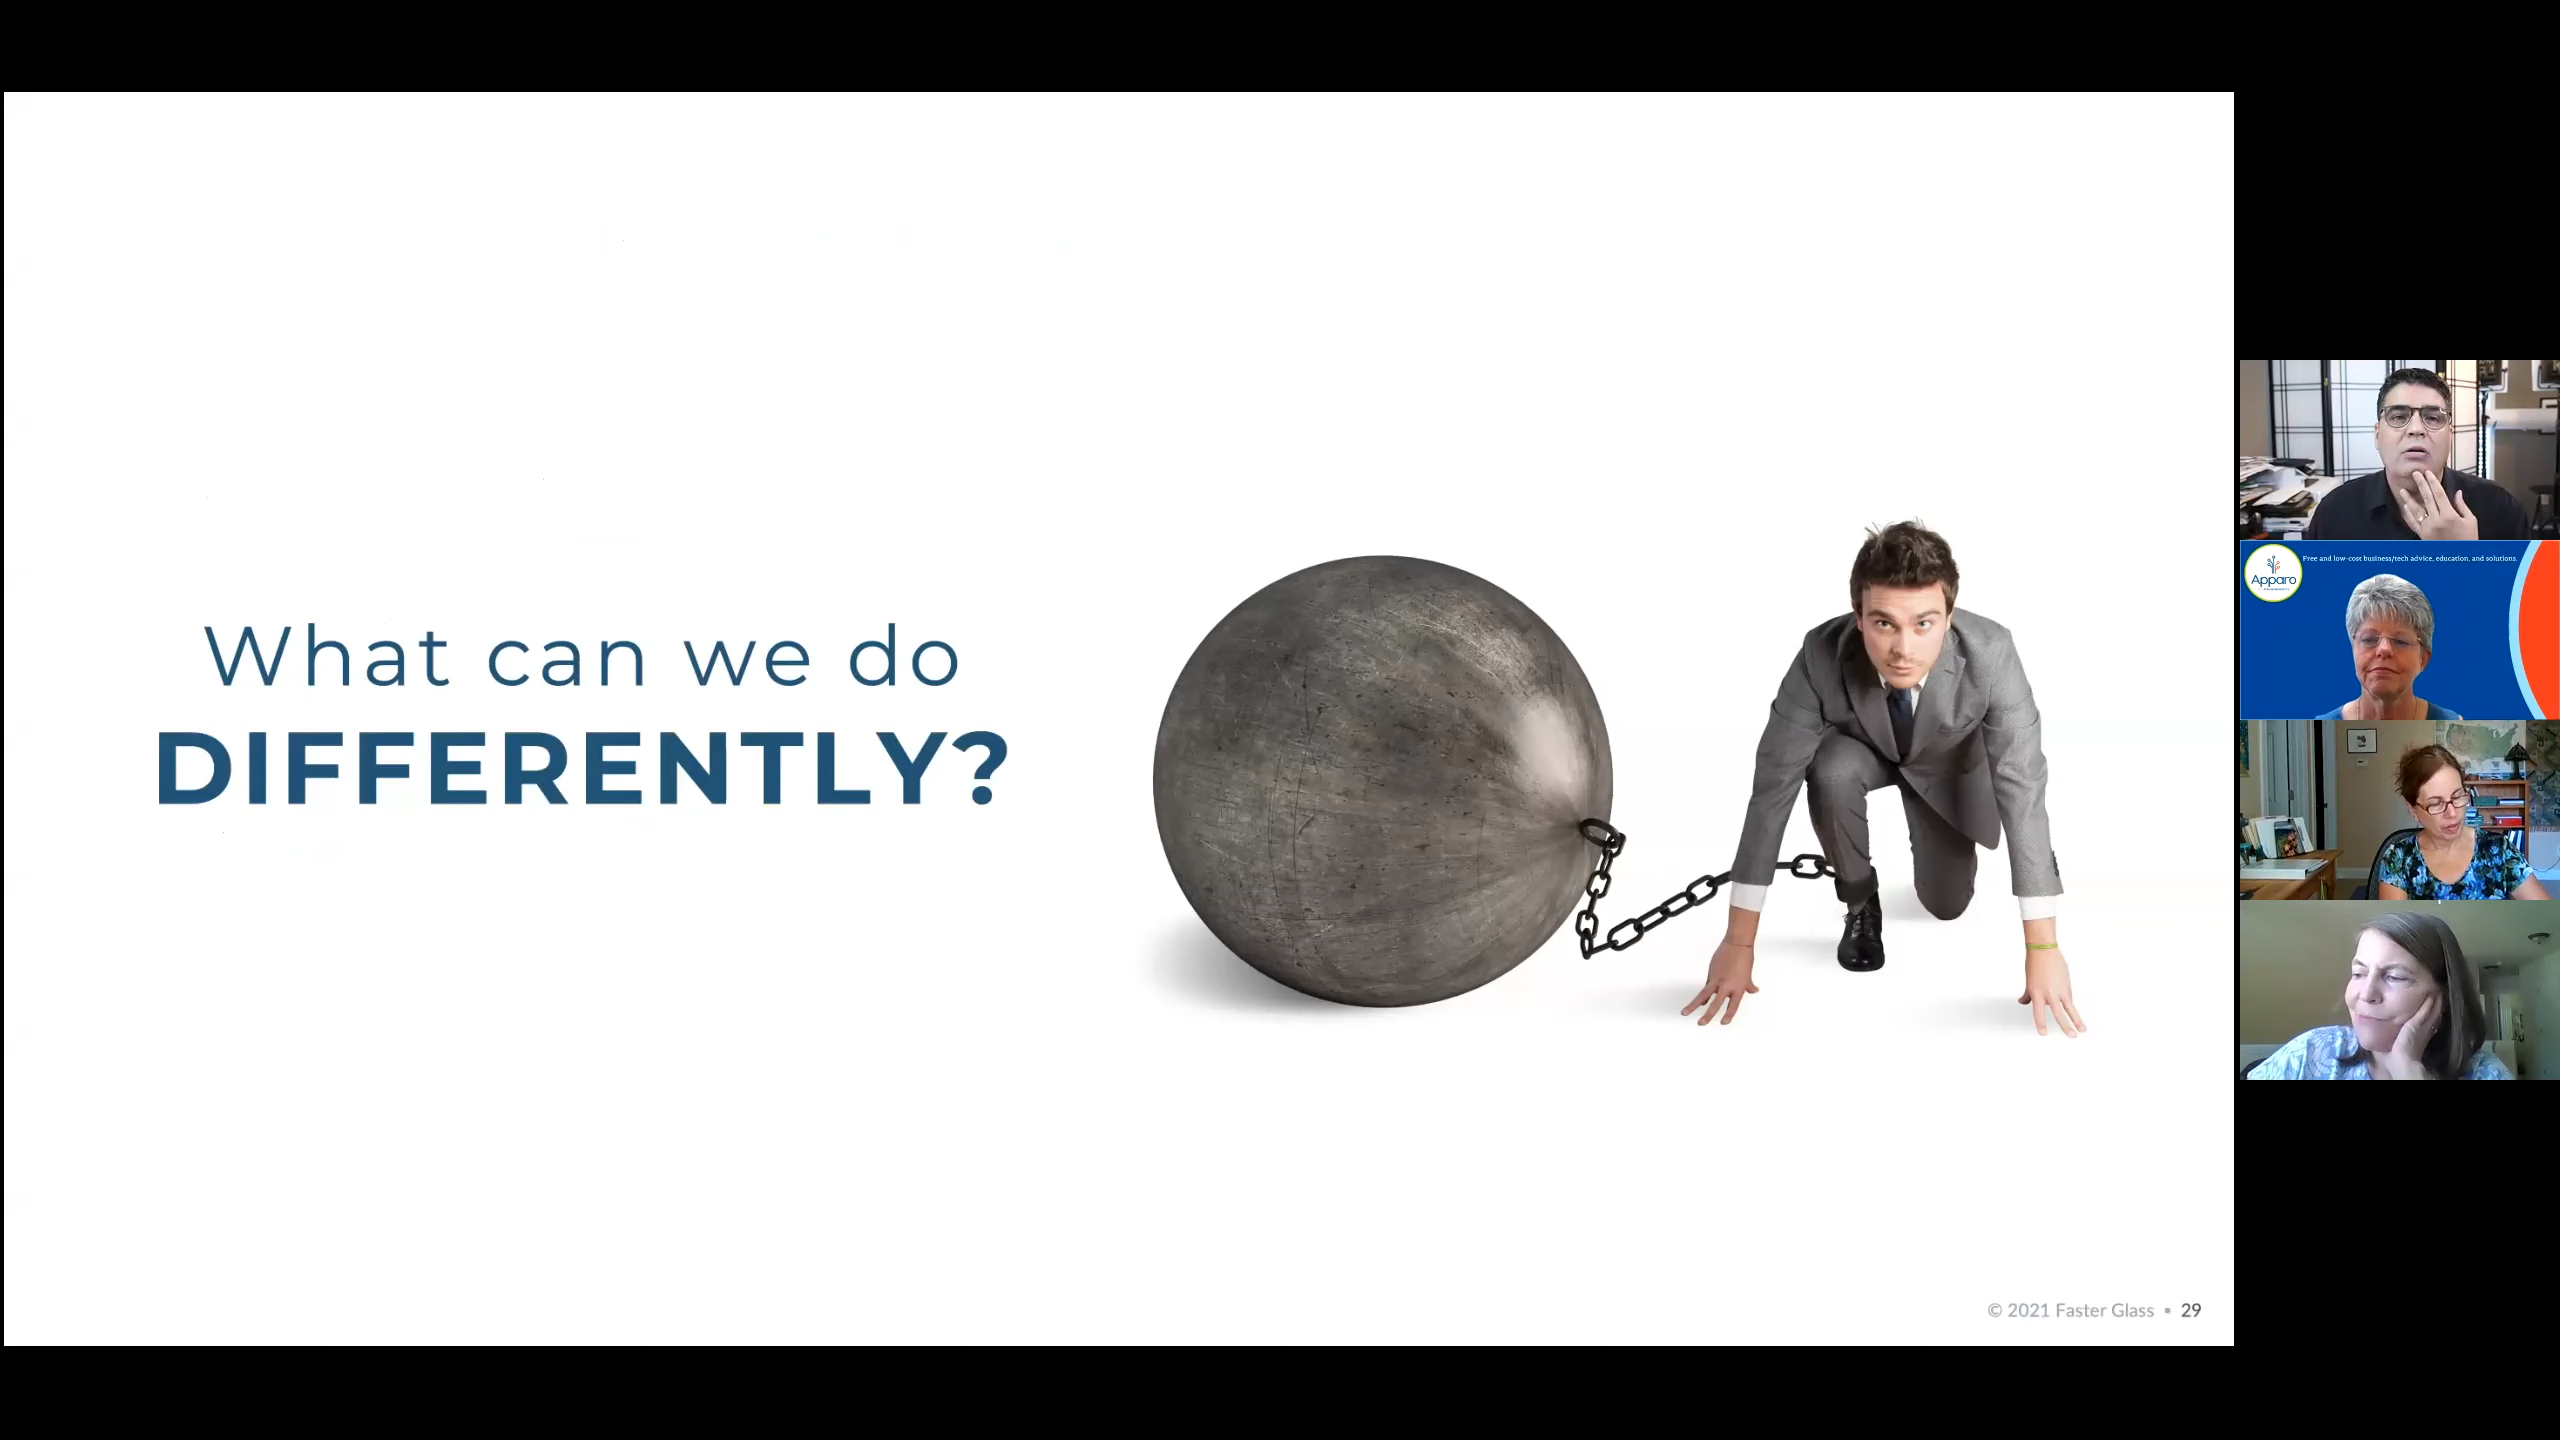 What can we do
DIFFERENTLY?
© 2021 Faster Glass ▪ 29
Free and low-cost business/tech advice, education, and solutions.
Apparo